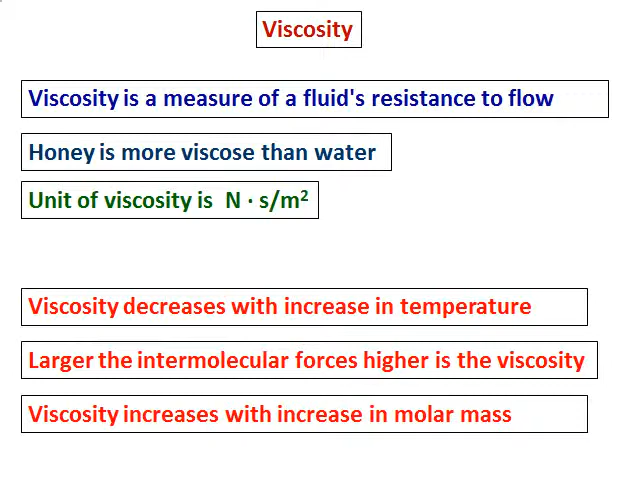 Viscosity
Viscosity is a measure of a fluid's resistance to flow
Honey is more viscose than water
Unit of viscosity is N · s/m²
Viscosity decreases with increase in temperature
Larger the intermolecular forces higher is the viscosity
Viscosity increases with increase in molar mass